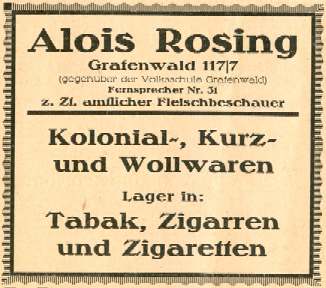 Alois Rosing
Grafenwald 117/7
(gegenüber der Volksschule Grafenwald)
Fernsprecher Nr. 31
z. Zt. amtlicher Fleischbeschauer
Kolonial-, Kurz-
und Wollwaren
Lager in:
Tabak, Zigarren
und Zigaretten